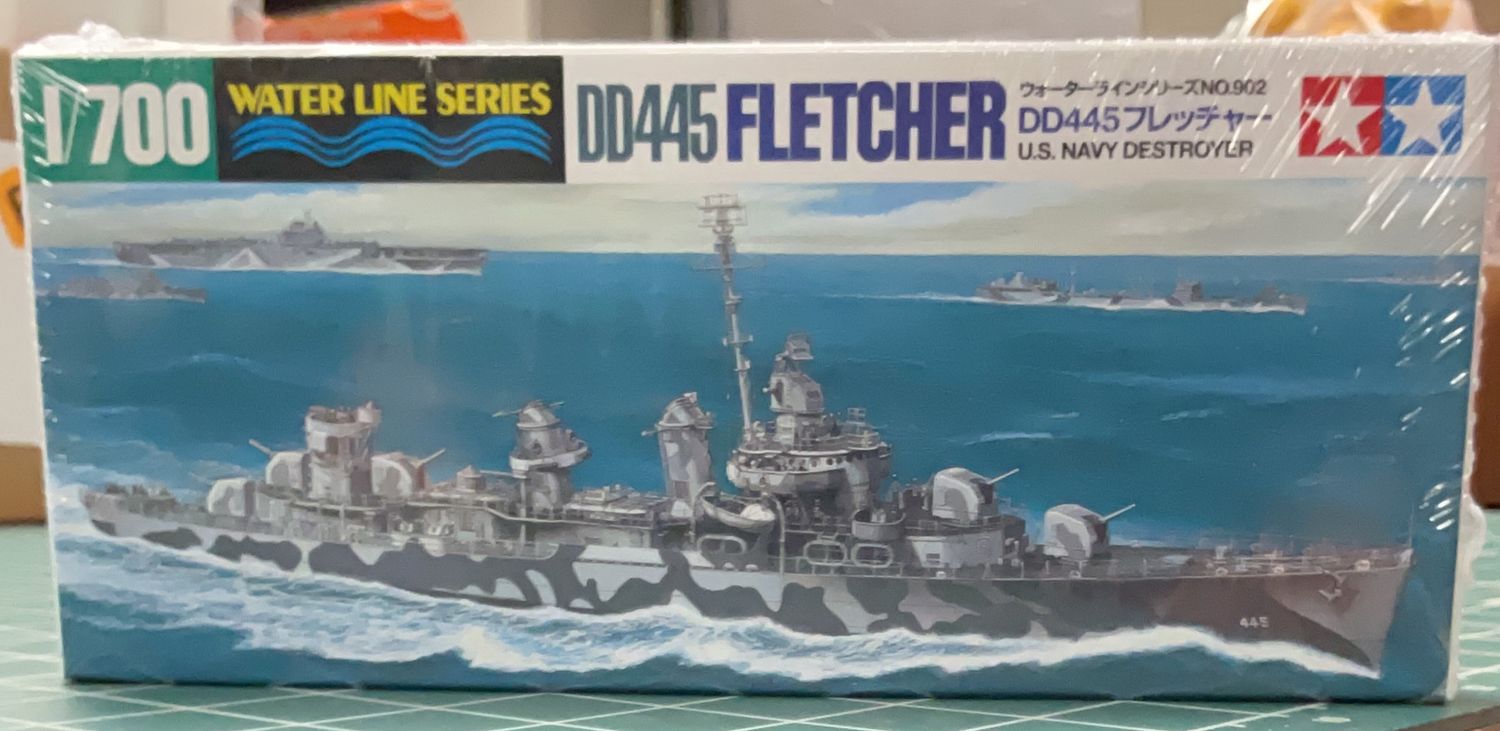 1/700
WATER LINE SERIES
DD445 FLETCHER
ウォーターラインシリーズNO.902
DD445フレッチャー
U.S. NAVY DESTROYER
445